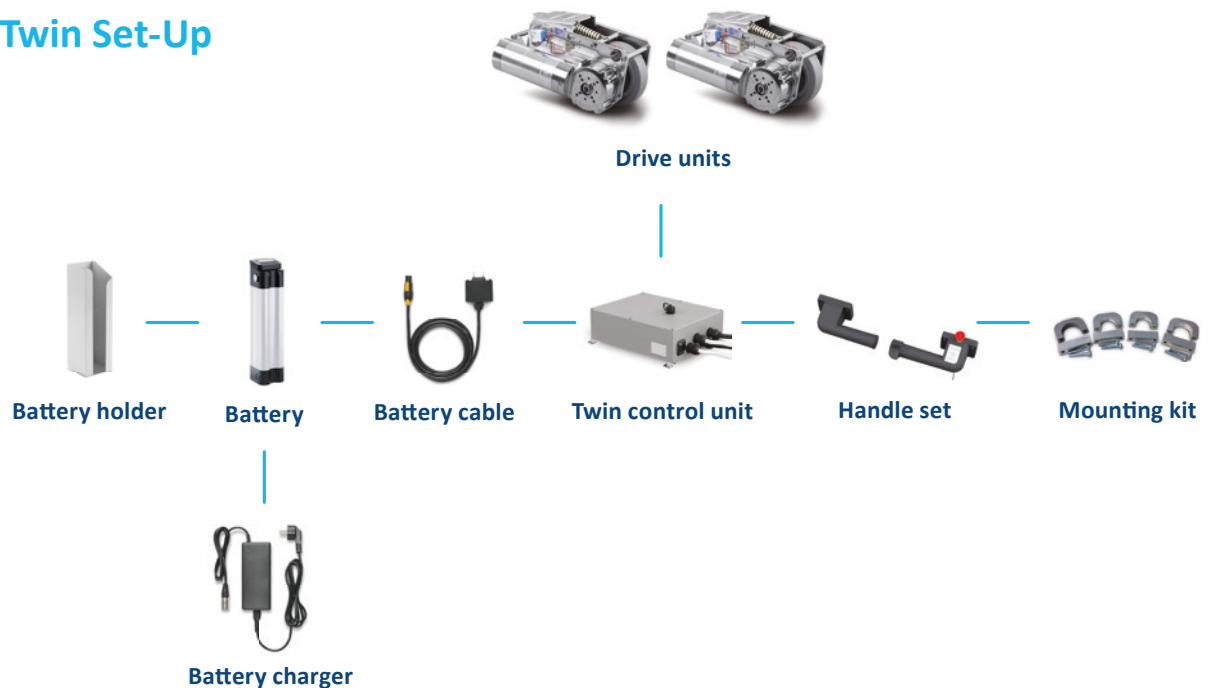 Twin Set-Up
Drive units
Battery holder
Battery
Battery cable
Twin control unit
Handle set
Mounting kit
Battery charger